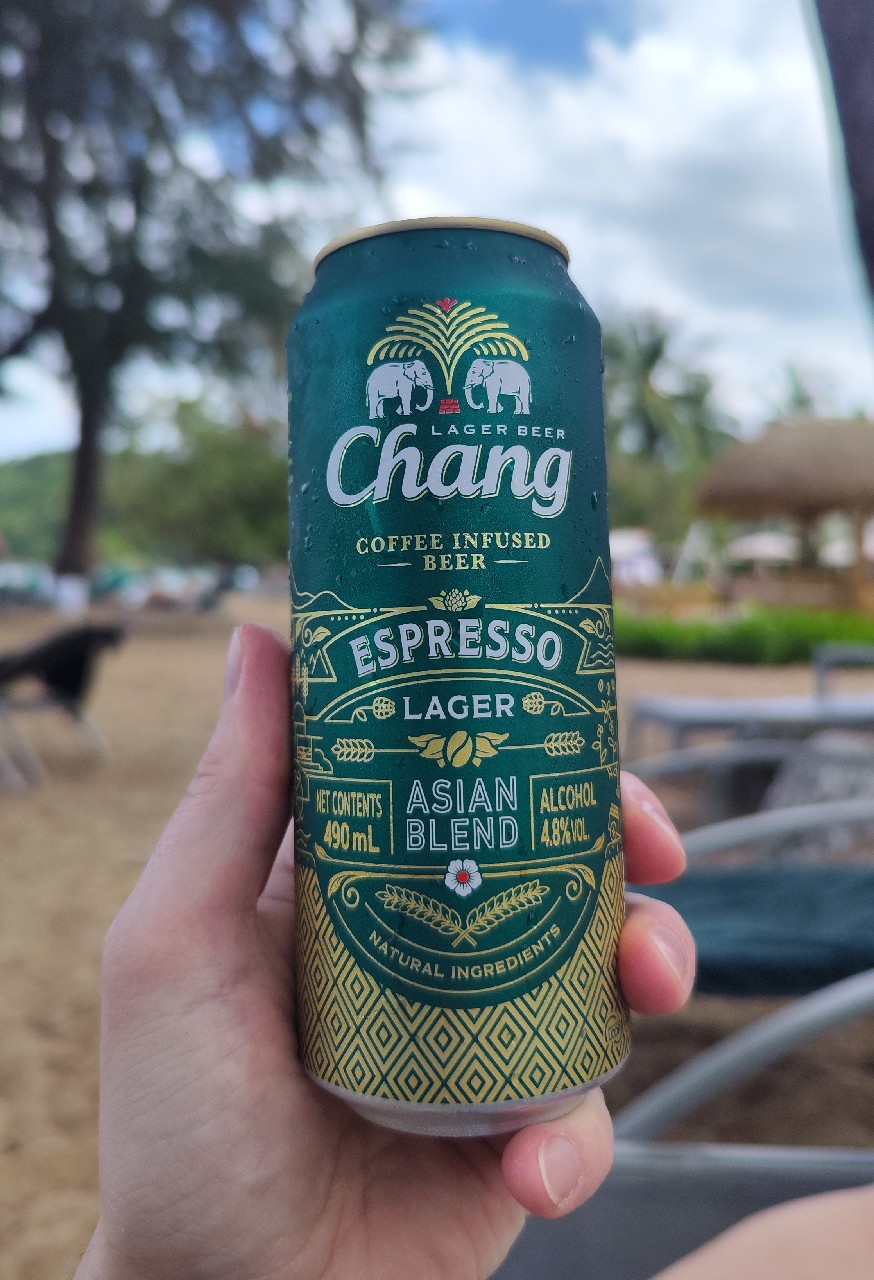 LAGER BEER
Chang
COFFEE INFUSED
BEER
ESPRESSO
LAGER
NET CONTENTS
490 mL
ASIAN
BLEND
ALCOHOL
4.8% VOL.
NATURAL INGREDIENTS